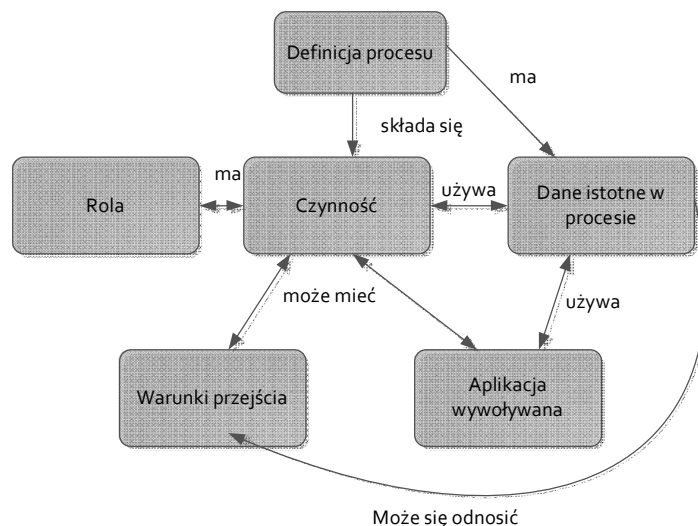 Definicja procesu
ma
składa się
Rola
ma
Czynność
używa
Dane istotne w
procesie
może mieć
używa
Warunki przejścia
Aplikacja
wywoływana
Może się odnosić